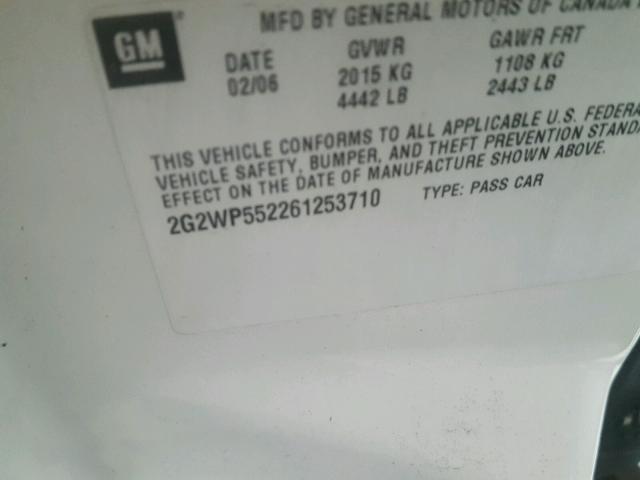 GM
MFD BY GENERAL MOTORS OF CANADA
DATE GVWR GAWR FRT
02/06 2015 KG 1108 KG
4442 LB 2443 LB
THIS VEHICLE CONFORMS TO ALL APPLICABLE U.S. FEDERA
VEHICLE SAFETY, BUMPER, AND THEFT PREVENTION STANDA
EFFECT ON THE DATE OF MANUFACTURE SHOWN ABOVE.
2G2WP552261253710 TYPE: PASS CAR